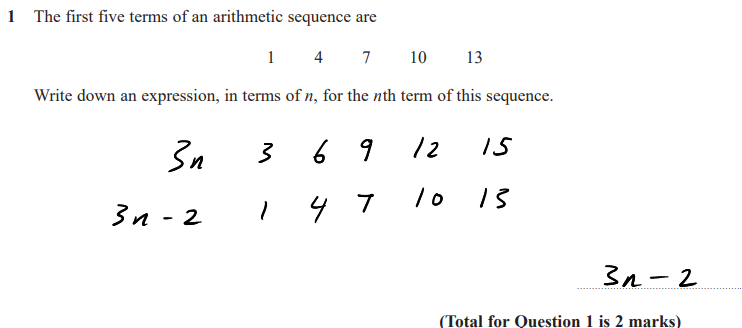 1 The first five terms of an arithmetic sequence are
1 4 7 10 13
Write down an expression, in terms of n, for the nth term of this sequence.
3n 3 6 9 12 15
3n - 2 1 4 7 10 13
3n - 2
(Total for Question 1 is 2 marks)